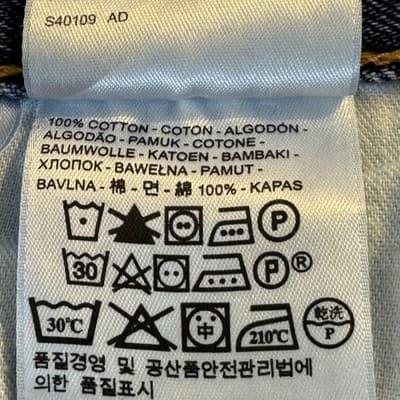 S40109 AD
100% COTTON - COTON - ALGODÓN -
ALGODÃO - PAMUK - COTONE -
BAUMWOLLE - KATOEN - BAMBAKI -
ХЛОПОК - BAWEŁNA - PAMUT -
BAVLNA - 棉 - 면 - 綿 100% - KAPAS
P
30 P ®
30℃ 中 210℃ 乾洗 P
품질경영 및 공산품안전관리법에
의한 품질표시